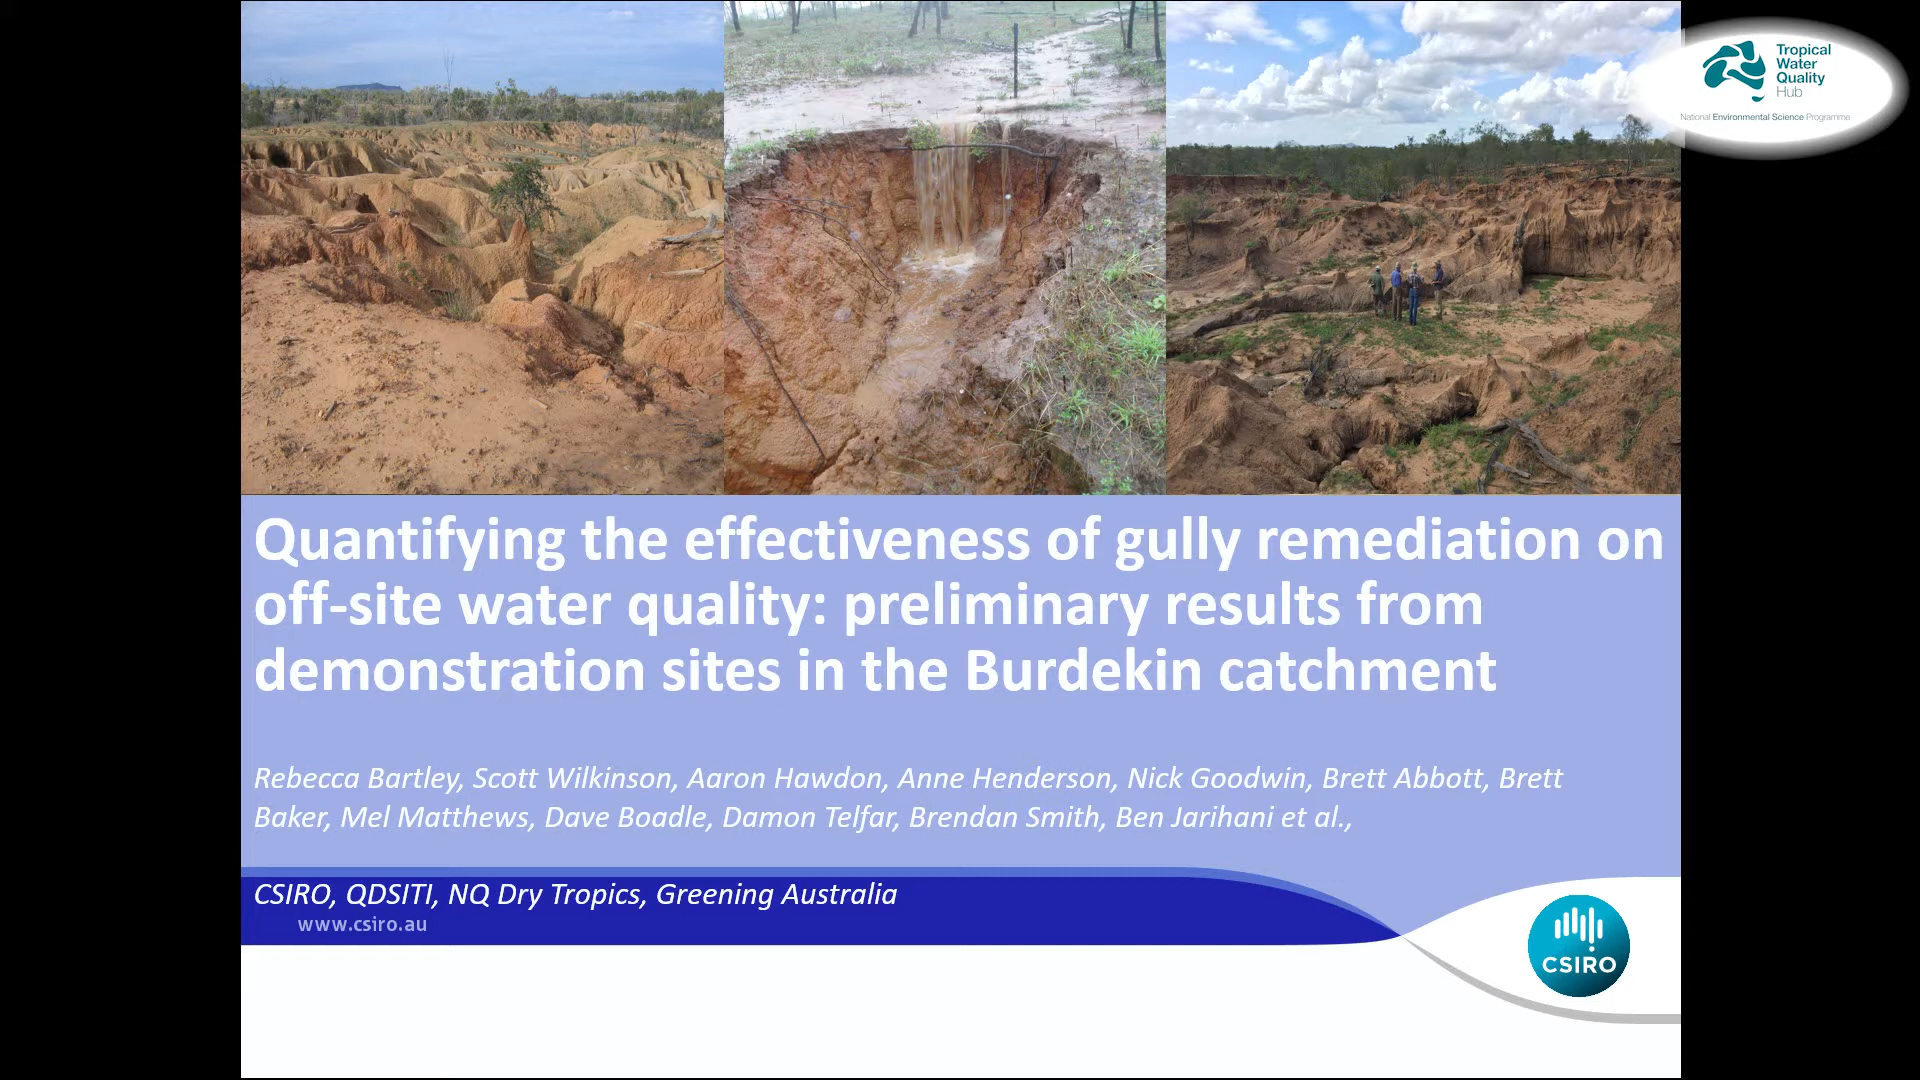 Tropical
Water
Quality
Hub
National Environmental Science Programme
Quantifying the effectiveness of gully remediation on
off-site water quality: preliminary results from
demonstration sites in the Burdekin catchment
Rebecca Bartley, Scott Wilkinson, Aaron Hawdon, Anne Henderson, Nick Goodwin, Brett Abbott, Brett
Baker, Mel Matthews, Dave Boadle, Damon Telfar, Brendan Smith, Ben Jarihani et al.,
CSIRO, QDSITI, NQ Dry Tropics, Greening Australia
www.csiro.au
CSIRO